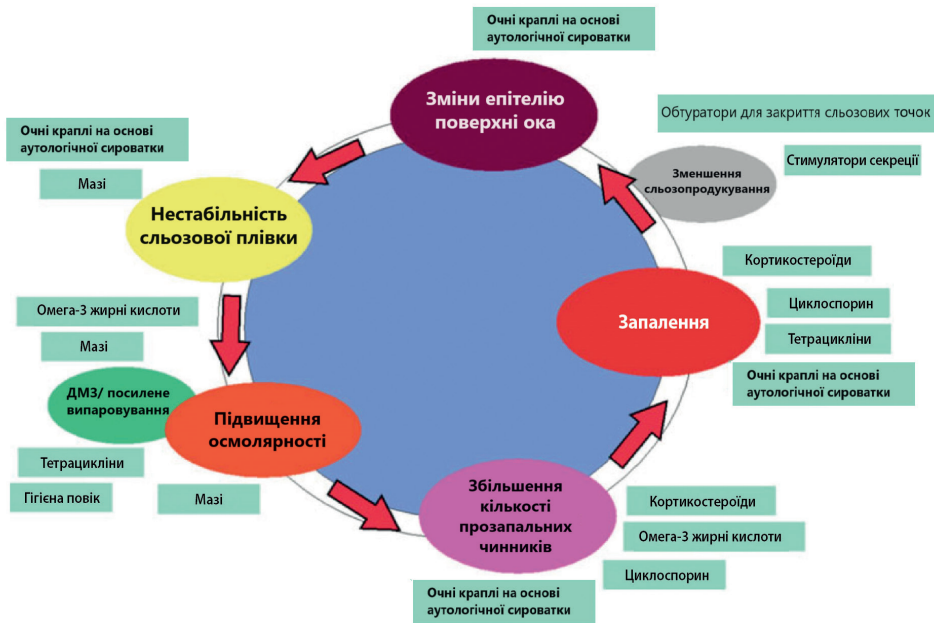 Очні краплі на основі
аутологічної сироватки
Зміни епітелію
поверхні ока
Обтуратори для закриття сльозових точок
Стимулятори секреції
Зменшення
сльозопродукування
Очні краплі на основі
аутологічної сироватки
Мазі
Нестабільність
сльозової плівки
Кортикостероїди
Циклоспорин
Тетрацикліни
Запалення
Очні краплі на основі
аутологічної сироватки
Омега-3 жирні кислоти
Мазі
ДМЗ/ посилене
випаровування
Підвищення
осмолярності
Тетрацикліни
Гігієна повік
Мазі
Збільшення
кількості
прозапальних
чинників
Кортикостероїди
Омега-3 жирні кислоти
Циклоспорин
Очні краплі на основі
аутологічної сироватки